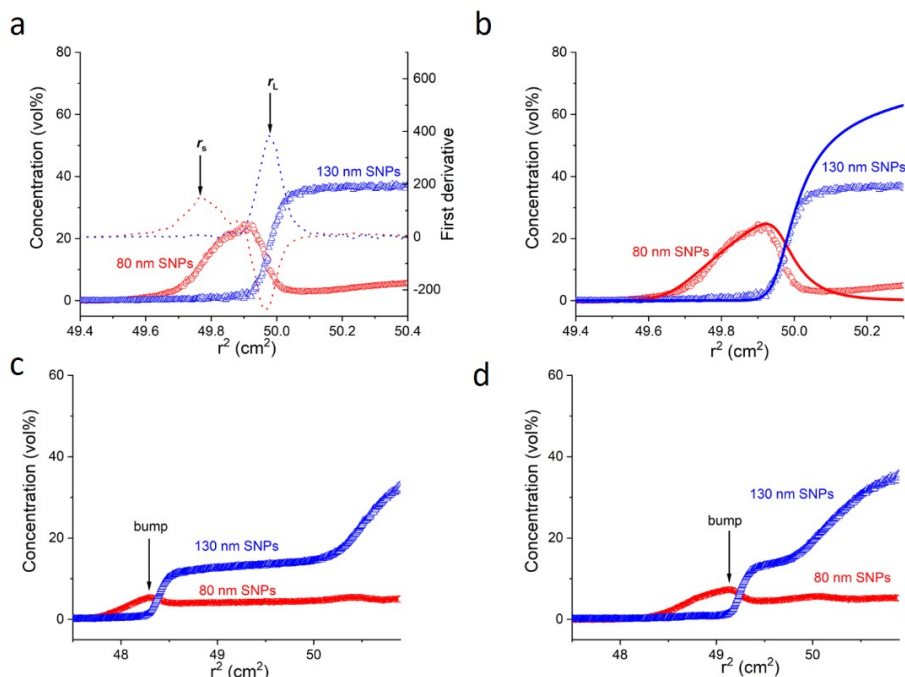 a
80
60
40
20
0
Concentration (vol%)
r_s
r_L
130 nm SNPs
80 nm SNPs
600
400
200
0
-200
First derivative
49.4 49.6 49.8 50.0 50.2 50.4
r² (cm²)
b
80
60
40
20
0
Concentration (vol%)
130 nm SNPs
80 nm SNPs
49.4 49.6 49.8 50.0 50.2
r² (cm²)
c
60
40
20
0
Concentration (vol%)
bump
130 nm SNPs
80 nm SNPs
48 49 50
r² (cm²)
d
60
40
20
0
Concentration (vol%)
130 nm SNPs
bump
80 nm SNPs
48 49 50
r² (cm²)